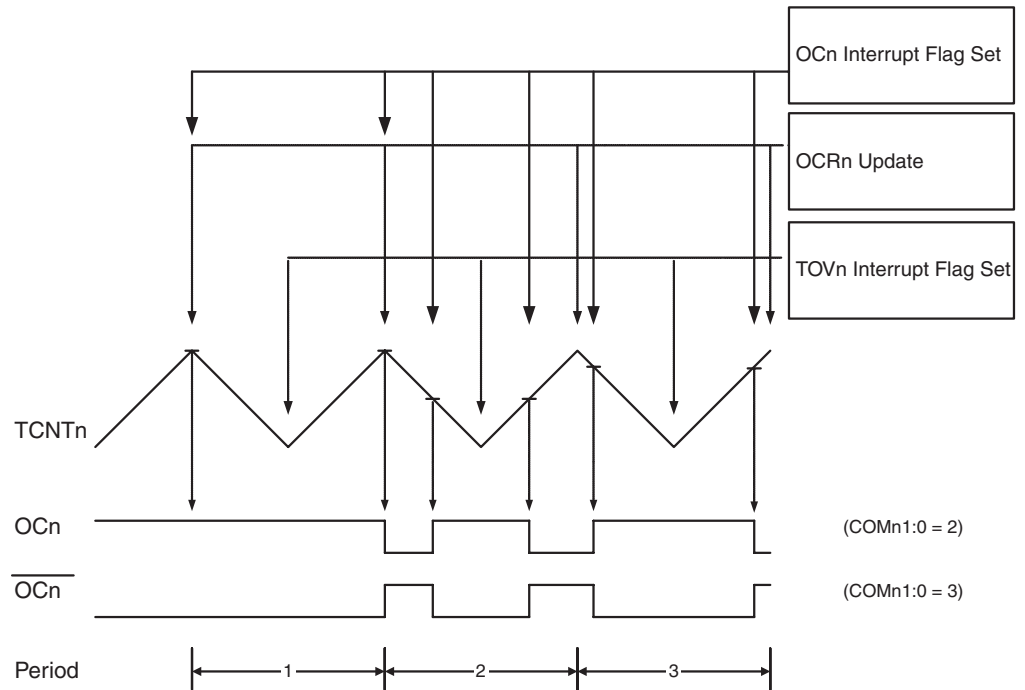 OCn Interrupt Flag Set
OCRn Update
TOVn Interrupt Flag Set
TCNTn
OCn
(COMn1:0 = 2)
OCn
(COMn1:0 = 3)
Period
1
2
3